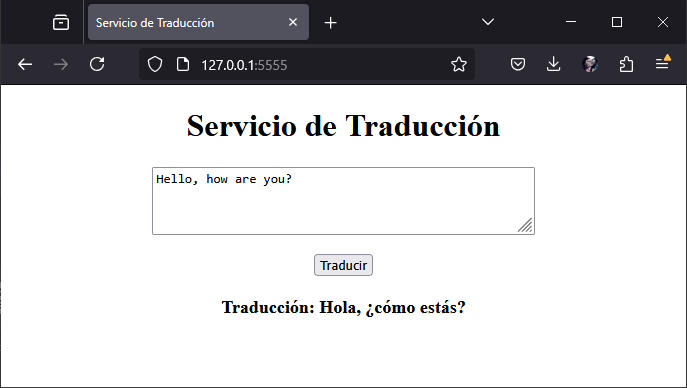 Servicio de Traducción
127.0.0.1:5555
Servicio de Traducción
Hello, how are you?
Traducir
Traducción: Hola, ¿cómo estás?